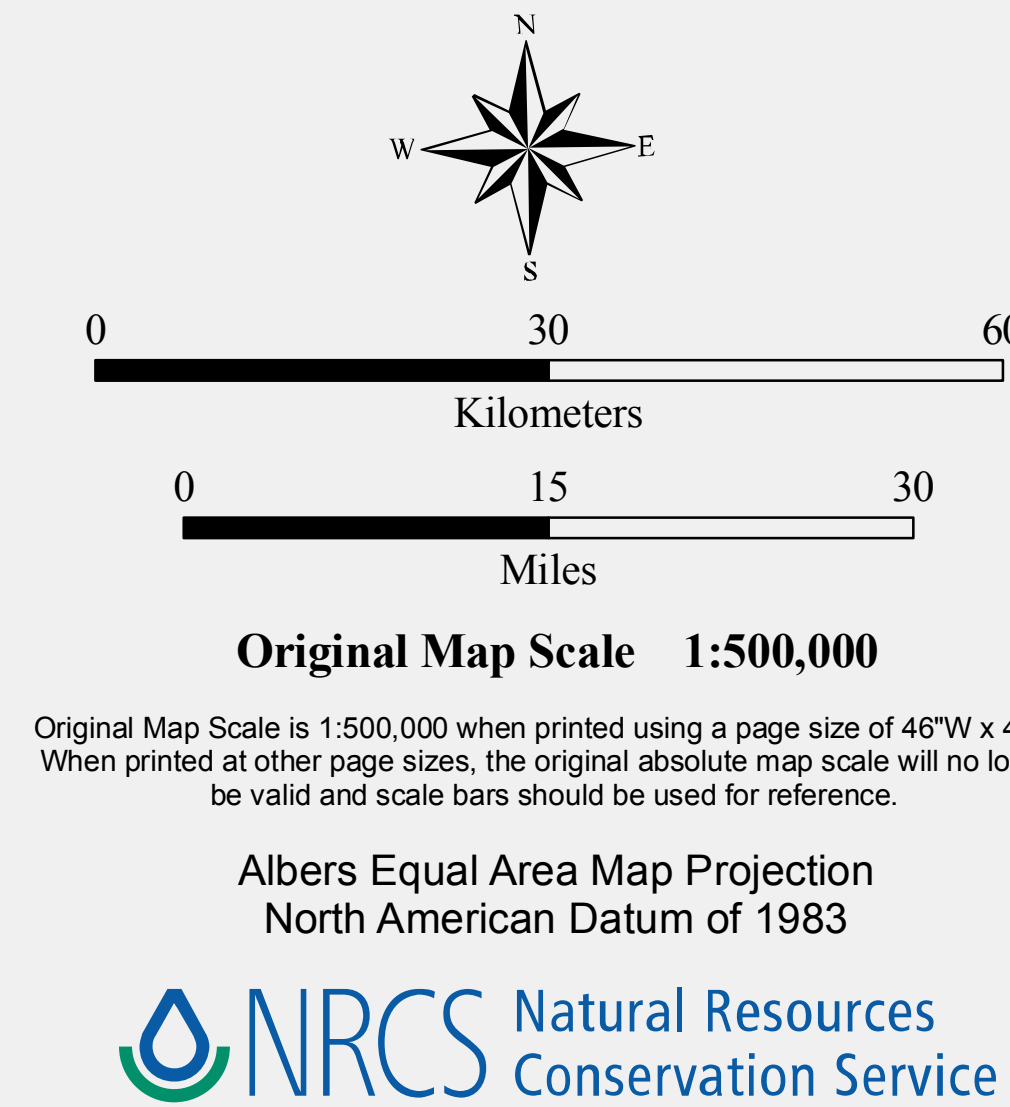 N
W E
S
0 30
Kilometers
0 15 30
Miles
Original Map Scale 1:500,000
Original Map Scale is 1:500,000 when printed using a page size of 46"W x
When printed at other page sizes, the original absolute map scale will no
be valid and scale bars should be used for reference.
Albers Equal Area Map Projection
North American Datum of 1983
NRCS Natural Resources
Conservation Service